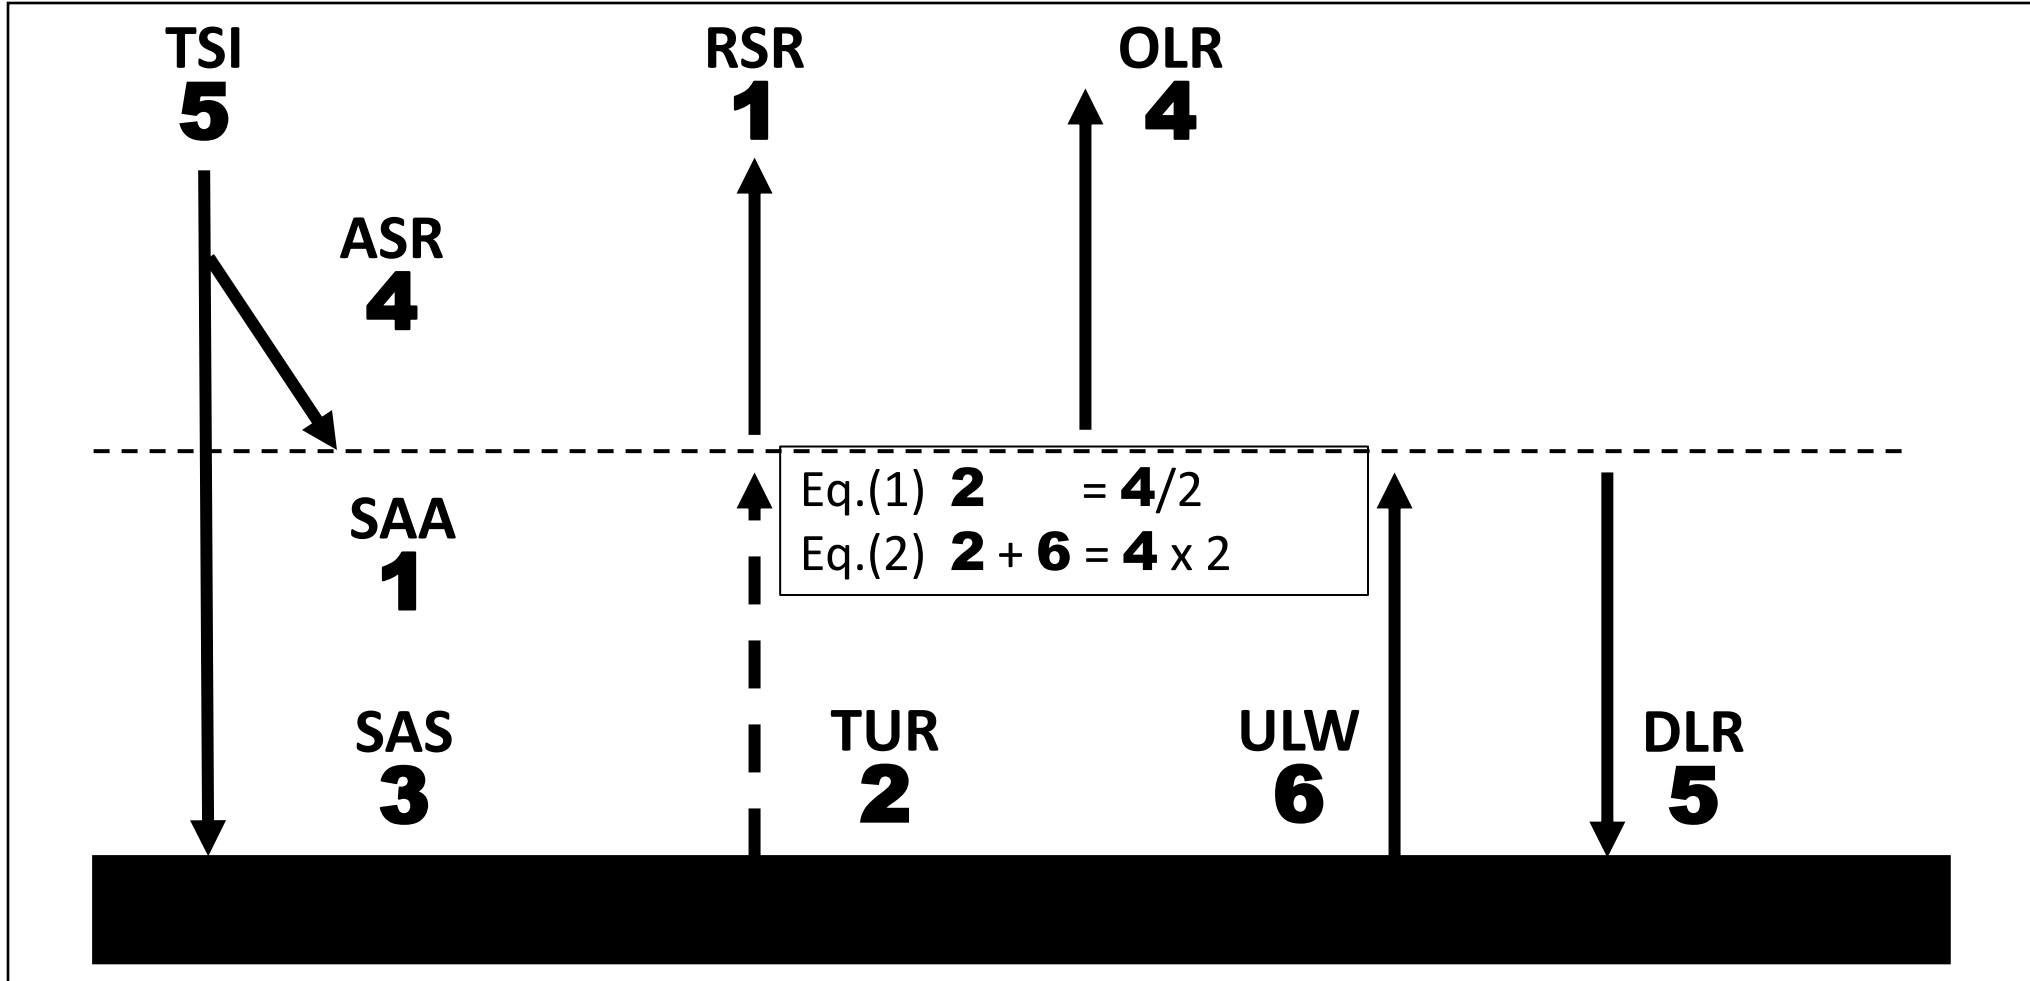 TSI
5
RSR
1
OLR
4
ASR
4
Eq.(1) 2 = 4/2
Eq.(2) 2 + 6 = 4 x 2
SAA
1
SAS
3
TUR
2
ULW
6
DLR
5